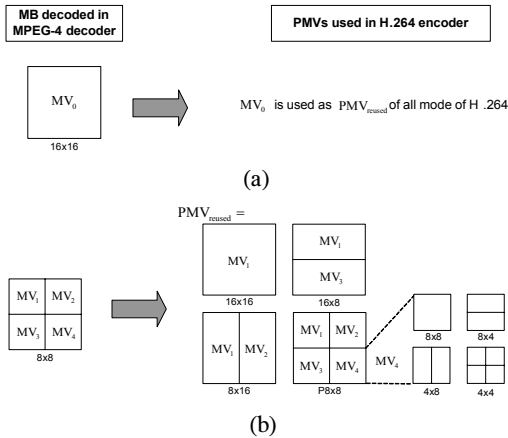 MB decoded in
MPEG-4 decoder
PMVs used in H.264 encoder
MV0
16x16
MV0 is used as PMVreused of all mode of H .264
(a)
PMVreused =
MV1
16x16
MV1
MV3
16x8
MV1 MV2
MV3 MV4
8x8
MV1 MV2
8x16
MV1 MV2
MV3 MV4
P8x8
MV4
8x8
8x4
4x8
4x4
(b)